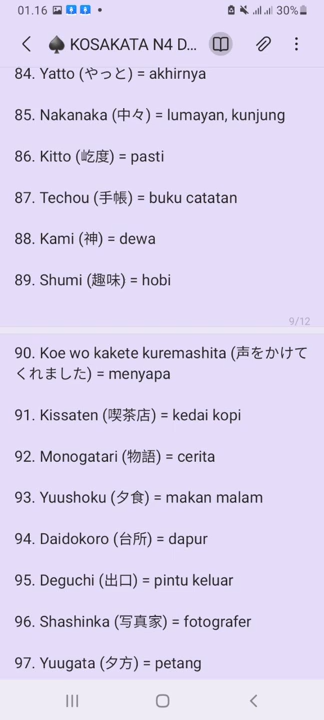 01.16
30%
KOSAKATA N4 D...
84. Yatto (やっと) = akhirnya
85. Nakanaka (中々) = lumayan, kunjung
86. Kitto (屹度) = pasti
87. Techou (手帳) = buku catatan
88. Kami (神) = dewa
89. Shumi (趣味) = hobi
9/12
90. Koe wo kakete kuremashita (声をかけて
くれました) = menyapa
91. Kissaten (喫茶店) = kedai kopi
92. Monogatari (物語) = cerita
93. Yuushoku (夕食) = makan malam
94. Daidokoro (台所) = dapur
95. Deguchi (出口) = pintu keluar
96. Shashinka (写真家) = fotografer
97. Yuugata (夕方) = petang